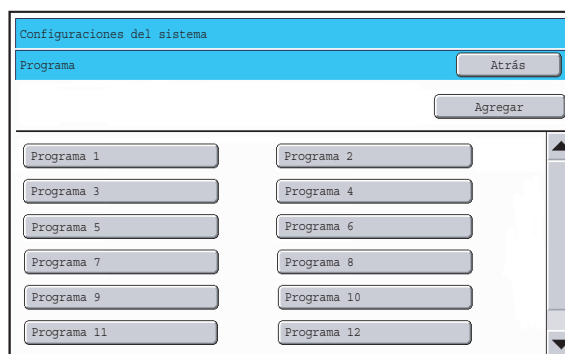 Configuraciones del sistema
Programa Atrás
Agregar
Programa 1 Programa 2
Programa 3 Programa 4
Programa 5 Programa 6
Programa 7 Programa 8
Programa 9 Programa 10
Programa 11 Programa 12